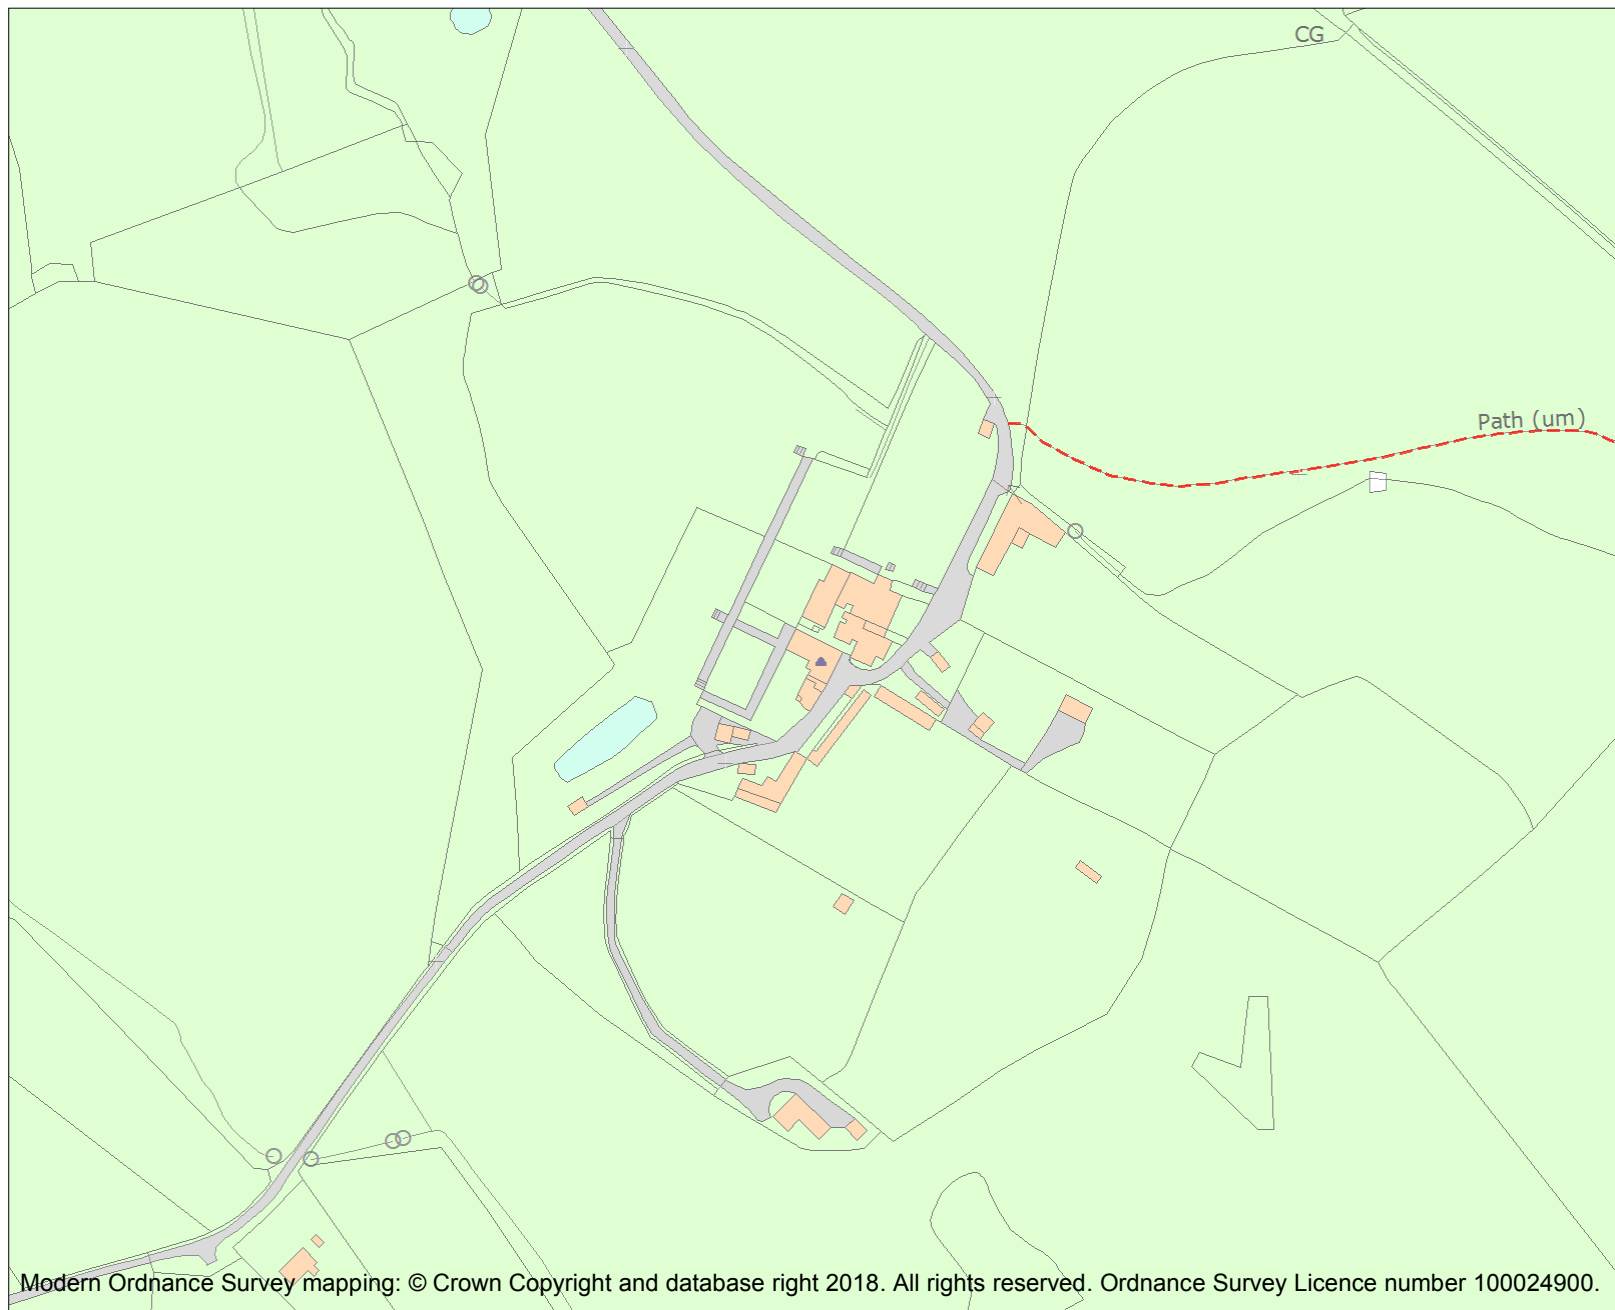 CG
Path (um)
Modern Ordnance Survey mapping: © Crown Copyright and database right 2018. All rights reserved. Ordnance Survey Licence number 100024900.